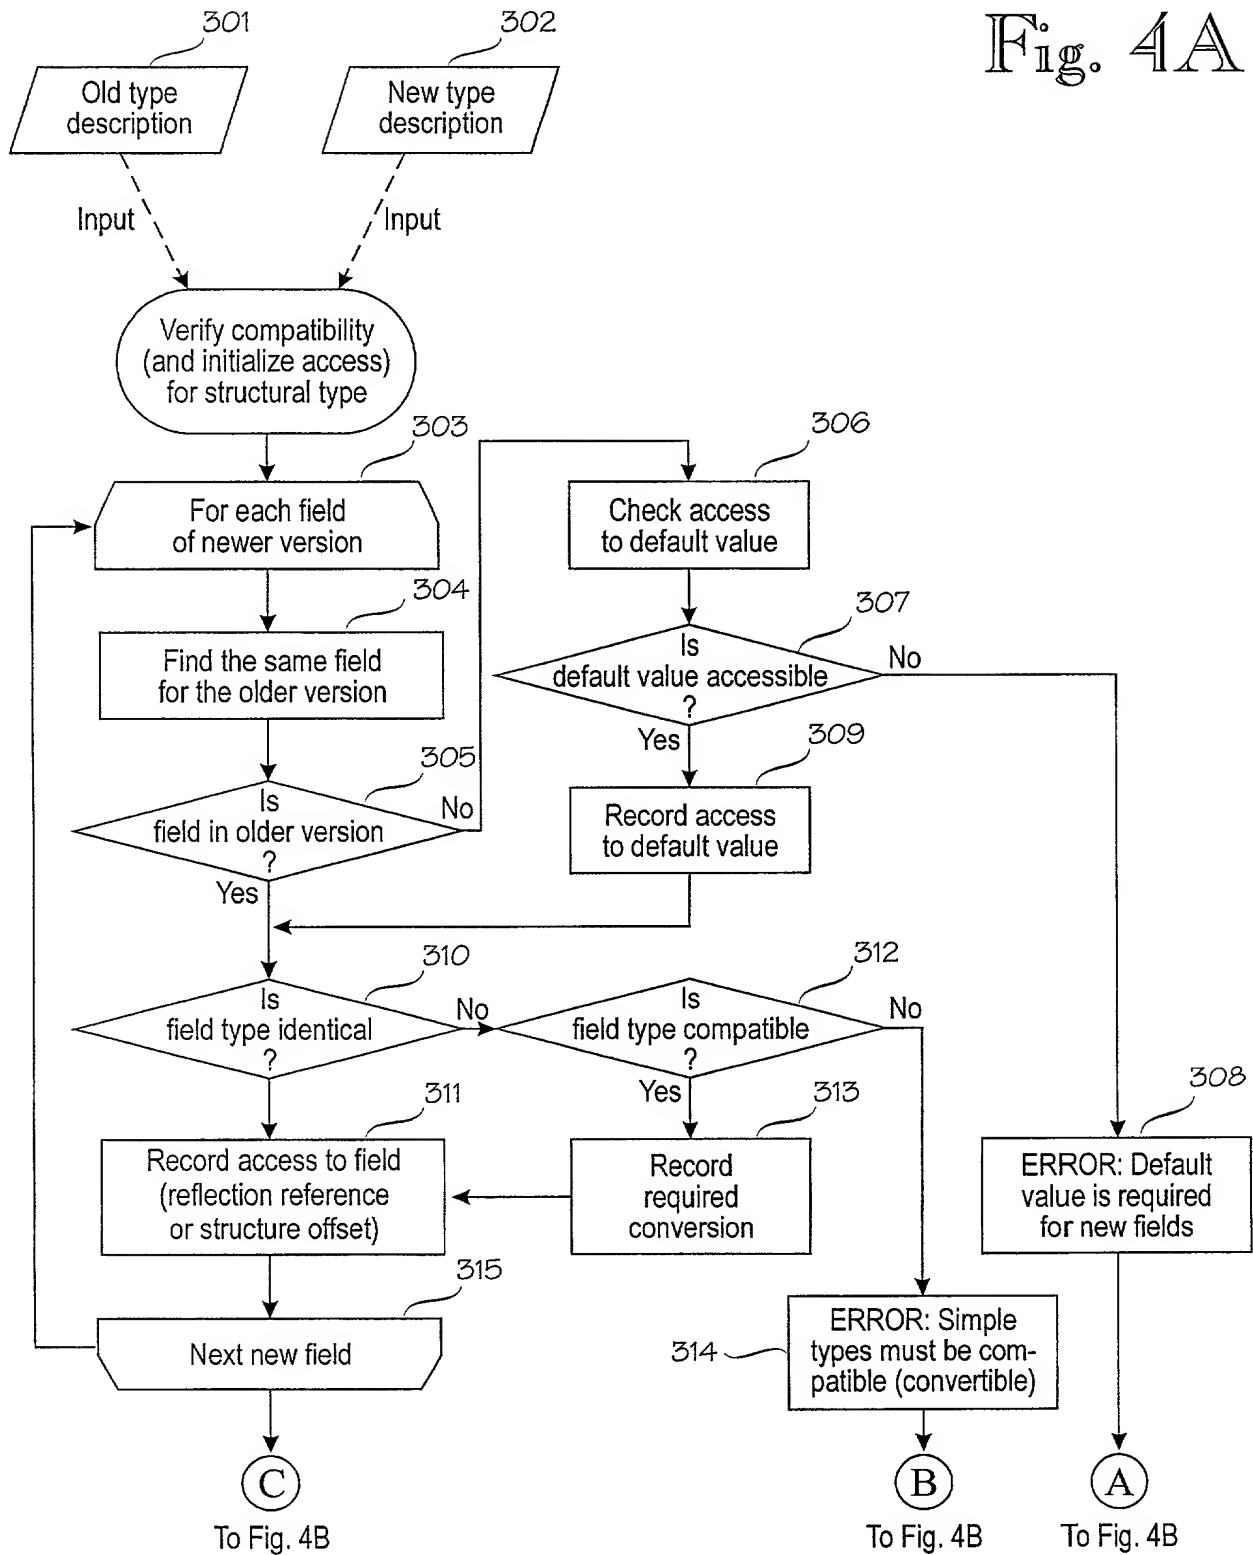 Fig. 4A
301
302
Old type
description
New type
description
Input
Input
Verify compatibility
(and initialize access)
for structural type
303
For each field
of newer version
306
Check access
to default value
304
Find the same field
for the older version
307
Is
default value accessible
?
No
Yes
305
Is
field in older version
?
No
Yes
309
Record access
to default value
310
Is
field type identical
?
No
312
Is
field type compatible
?
No
Yes
311
Record access to field
(reflection reference
or structure offset)
313
Record
required
conversion
308
ERROR: Default
value is required
for new fields
315
Next new field
314
ERROR: Simple
types must be com-
patible (convertible)
C
To Fig. 4B
B
To Fig. 4B
A
To Fig. 4B